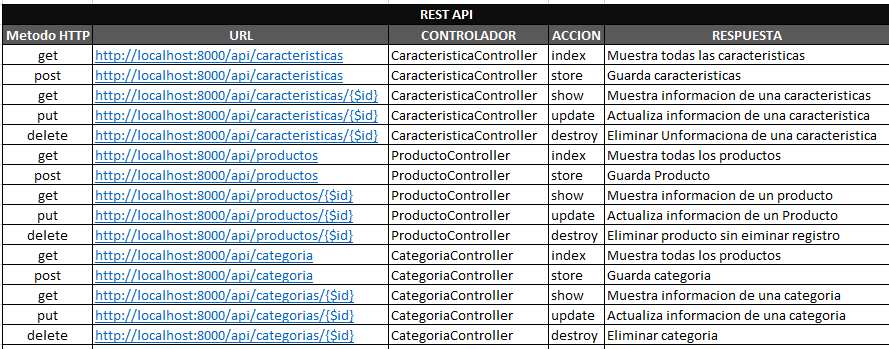 REST API
Metodo HTTP URL CONTROLADOR ACCION RESPUESTA
get http://localhost:8000/api/caracteristicas CaracteristicaController index Muestra todas las caracteristicas
post http://localhost:8000/api/caracteristicas CaracteristicaController store Guarda caracteristicas
get http://localhost:8000/api/caracteristicas/{$id} CaracteristicaController show Muestra informacion de una caracteristicas
put http://localhost:8000/api/caracteristicas/{$id} CaracteristicaController update Actualiza informacion de una caracteristica
delete http://localhost:8000/api/caracteristicas/{$id} CaracteristicaController destroy Eliminar Unformaciona de una caracteristica
get http://localhost:8000/api/productos ProductoController index Muestra todas los productos
post http://localhost:8000/api/productos ProductoController store Guarda Producto
get http://localhost:8000/api/productos/{$id} ProductoController show Muestra informacion de un producto
put http://localhost:8000/api/productos/{$id} ProductoController update Actualiza informacion de un Producto
delete http://localhost:8000/api/productos/{$id} ProductoController destroy Eliminar producto sin eiminar registro
get http://localhost:8000/api/categoria CategoriaController index Muestra todas los productos
post http://localhost:8000/api/categoria CategoriaController store Guarda categoria
get http://localhost:8000/api/categorias/{$id} CategoriaController show Muestra informacion de una categoria
put http://localhost:8000/api/categorias/{$id} CategoriaController update Actualiza informacion de una categoria
delete http://localhost:8000/api/categorias/{$id} CategoriaController destroy Eliminar categoria